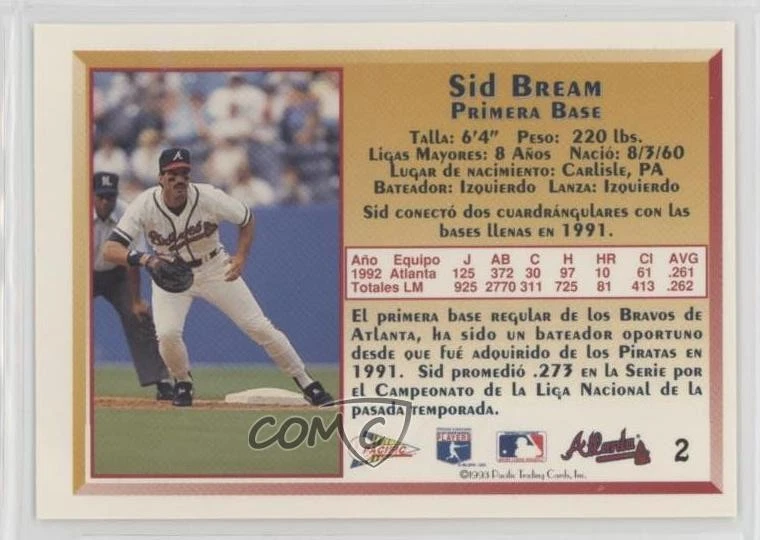 Sid Bream
Primera Base
Talla: 6'4" Peso: 220 lbs.
Ligas Mayores: 8 Años Nació: 8/3/60
Lugar de nacimiento: Carlisle, PA
Bateador: Izquierdo Lanza: Izquierdo
Sid conectó dos cuardrángulares con las
bases llenas en 1991.
Año Equipo J AB C H HR CI AVG
1992 Atlanta 125 372 30 97 10 61 .261
Totales LM 925 2770 311 725 81 413 .262
El primera base regular de los Bravos de
Atlanta, ha sido un bateador oportuno
desde que fué adquirido de los Piratas en
1991. Sid promedió .273 en la Serie por
el Campeonato de la Liga Nacional de la
pasada temporada.
COMC
PACIFIC
PLAYERS
Atlanta
2
©1993 Pacific Trading Cards, Inc.